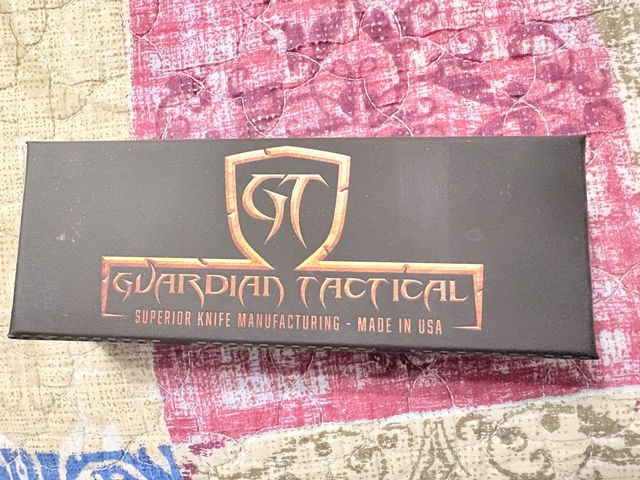 GT
GUARDIAN TACTICAL
SUPERIOR KNIFE MANUFACTURING - MADE IN USA